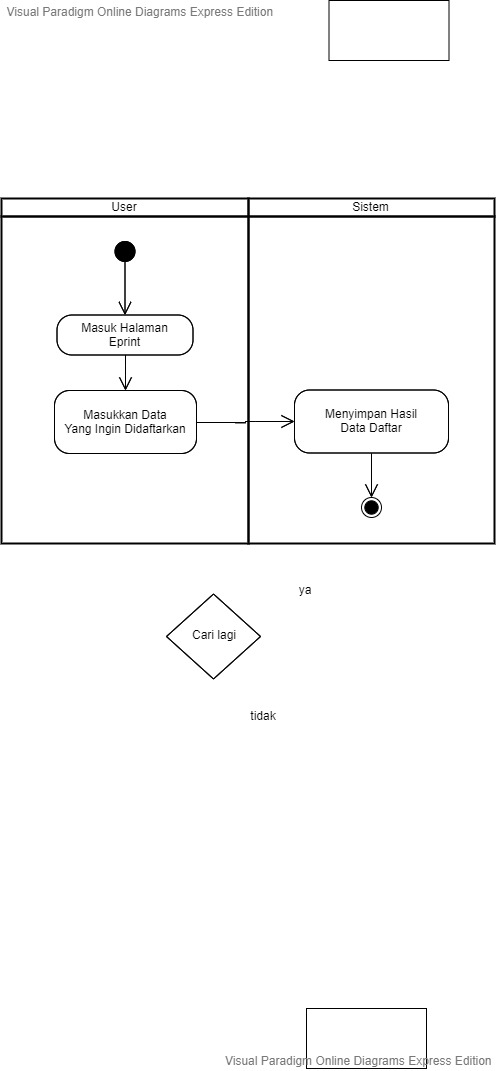 Visual Paradigm Online Diagrams Express Edition
User
Sistem
Masuk Halaman
Eprint
Masukkan Data
Yang Ingin Didaftarkan
Menyimpan Hasil
Data Daftar
ya
Cari lagi
tidak
Visual Paradigm Online Diagrams Express Edition